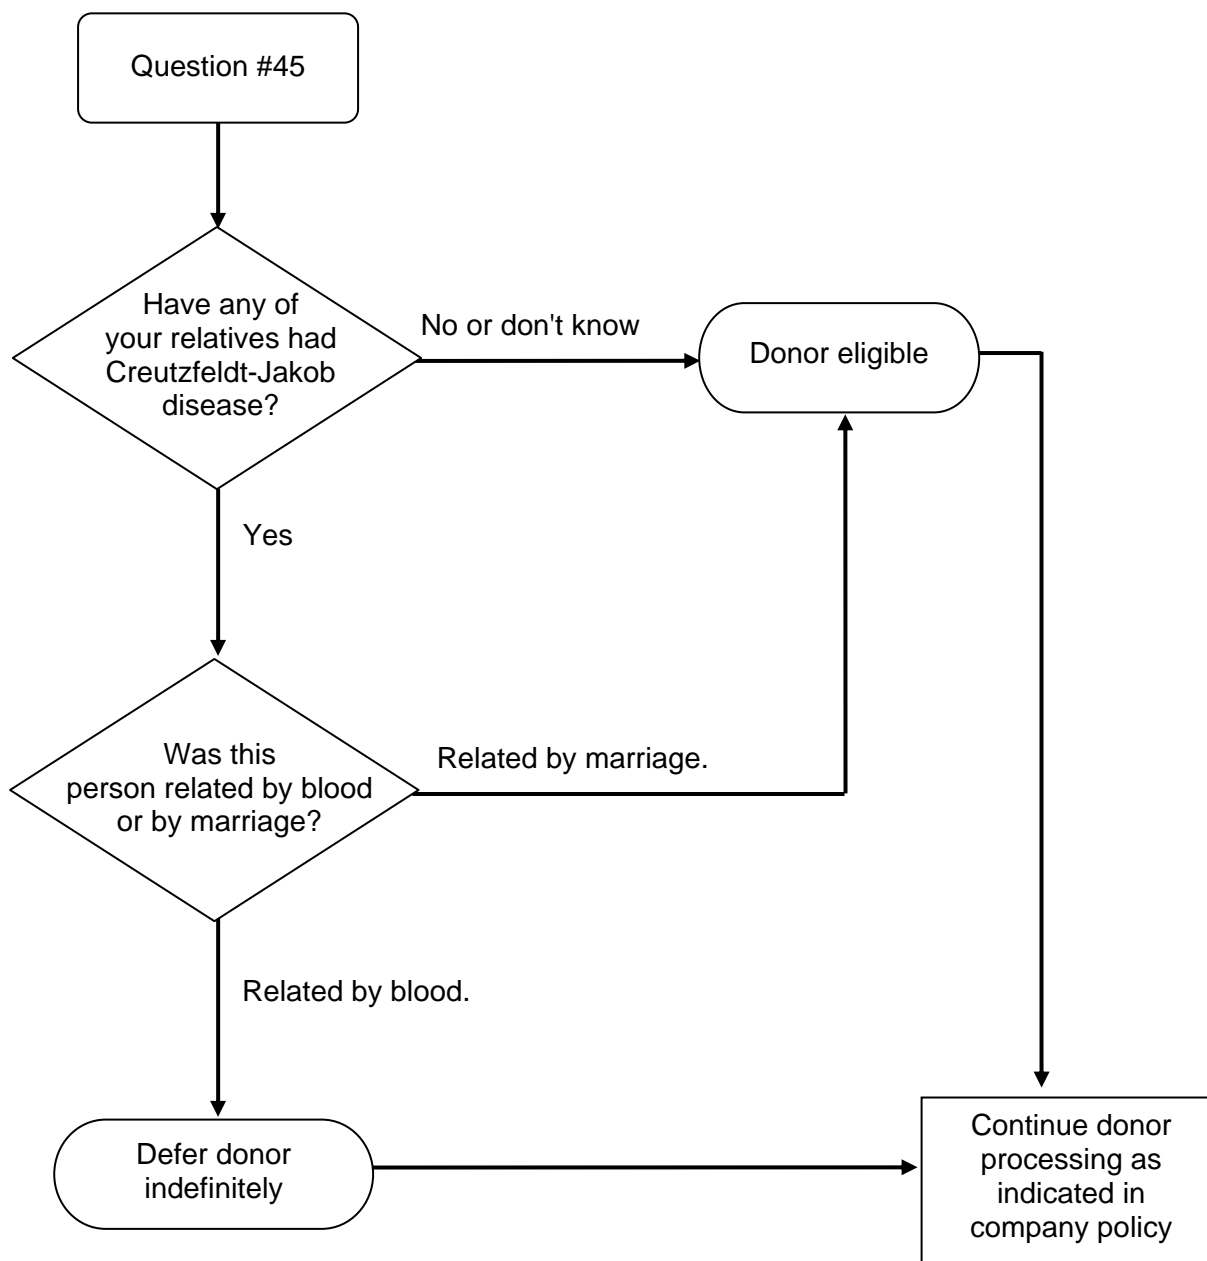 Question #45
Have any of
your relatives had
Creutzfeldt-Jakob
disease?
No or don't know
Donor eligible
Yes
Was this
person related by blood
or by marriage?
Related by marriage.
Related by blood.
Defer donor
indefinitely
Continue donor
processing as
indicated in
company policy